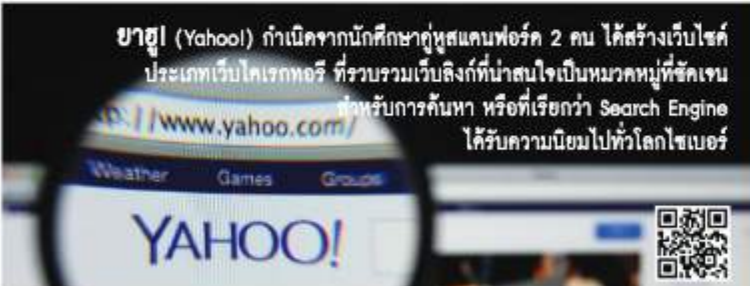 ยาฮู! (Yahoo!) กำเนิดจากนักศึกษาคู่หูสแตนฟอร์ด 2 คน ได้สร้างเว็บไซต์
ประเภทเว็บไดเรกทอรี ที่รวบรวมเว็บลิงก์ที่น่าสนใจเป็นหมวดหมู่ที่ชัดเจน
สำหรับการค้นหา หรือที่เรียกว่า Search Engine
ได้รับความนิยมไปทั่วโลกไซเบอร์
//www.yahoo.com/
Weather Games Groups
YAHOO!